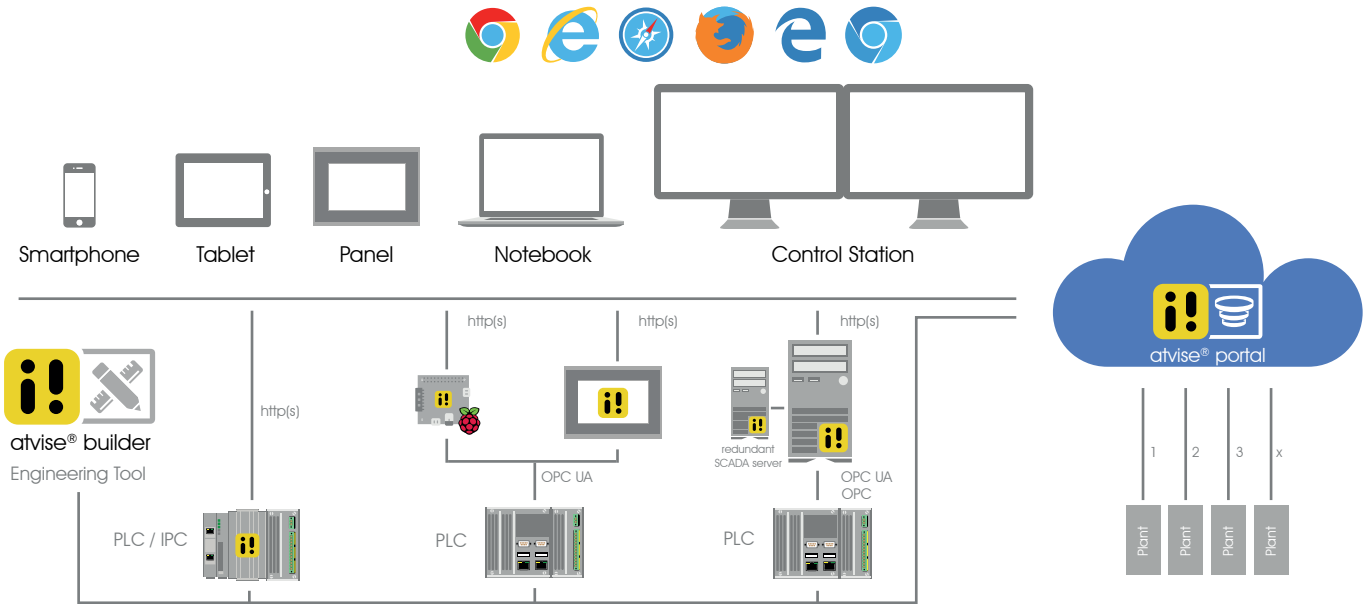 Smartphone
Tablet
Panel
Notebook
Control Station
http(s)
http(s)
http(s)
i!
atvise® portal
i!
atvise® builder
Engineering Tool
http(s)
i!
i!
i!
i!
redundant
SCADA server
OPC UA
OPC UA
OPC
1
2
3
x
PLC / IPC
i!
PLC
PLC
Plant
Plant
Plant
Plant